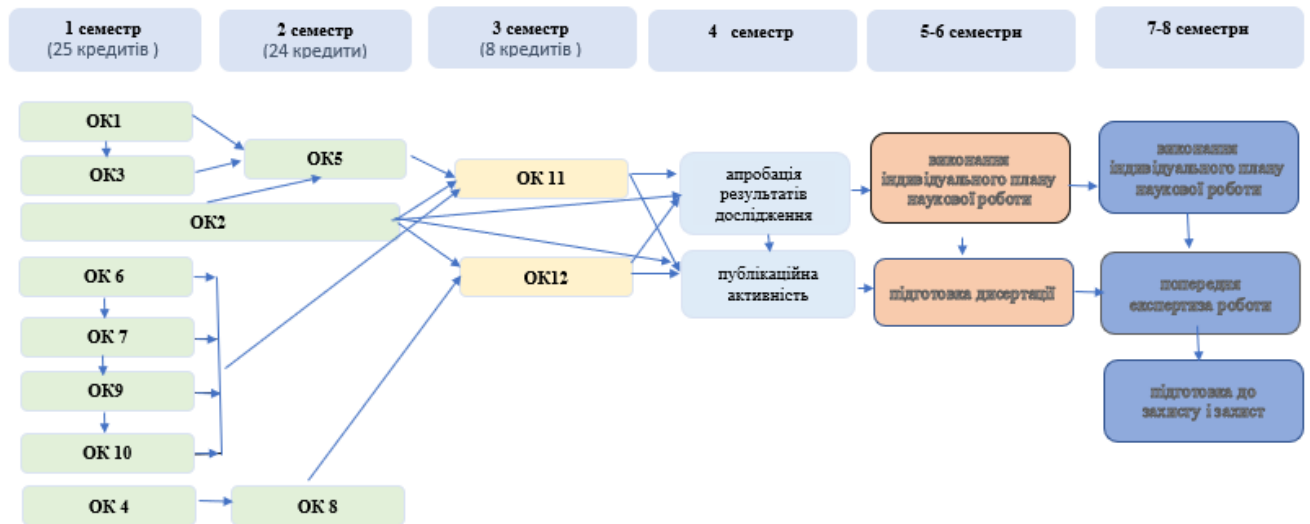 1 семестр
(25 кредитів )
2 семестр
(24 кредити)
3 семестр
(8 кредитів )
4 семестр
5-6 семестри
7-8 семестри
ОК1
ОК3
ОК5
ОК2
ОК 6
ОК 7
ОК9
ОК 10
ОК 4
ОК 8
ОК 11
ОК12
апробація
результатів
дослідження
публікаційна
активність
виконання
індивідуального плану
наукової роботи
підготовка дисертації
виконання
індивідуального плану
наукової роботи
попередня
експертиза роботи
підготовка до
захисту і захист